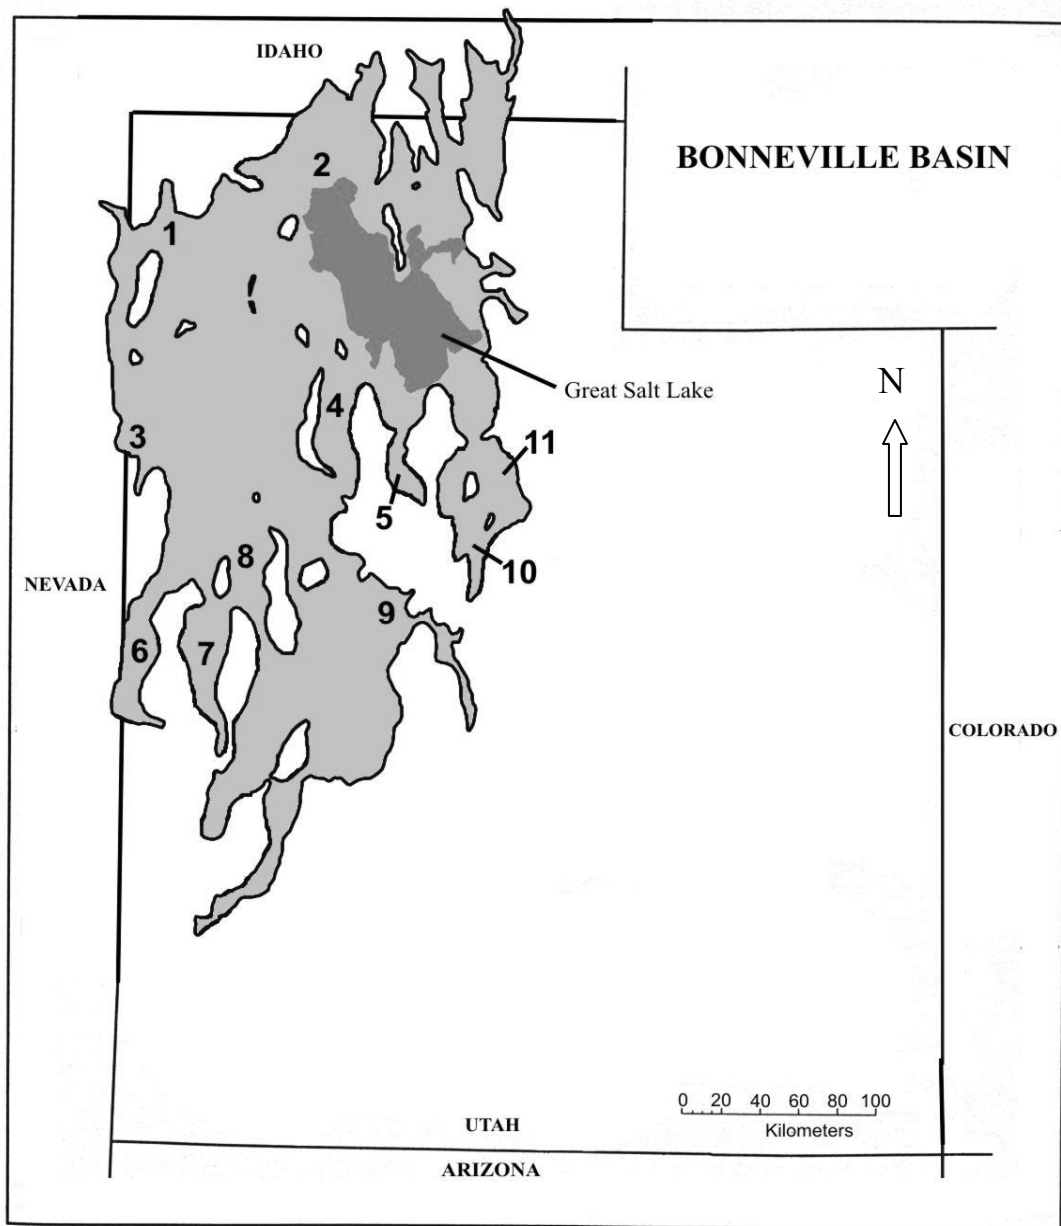 IDAHO
BONNEVILLE BASIN
2
1
Great Salt Lake
N
4
3
11
5
10
8
NEVADA
9
6
7
COLORADO
0 20 40 60 80 100
Kilometers
UTAH
ARIZONA